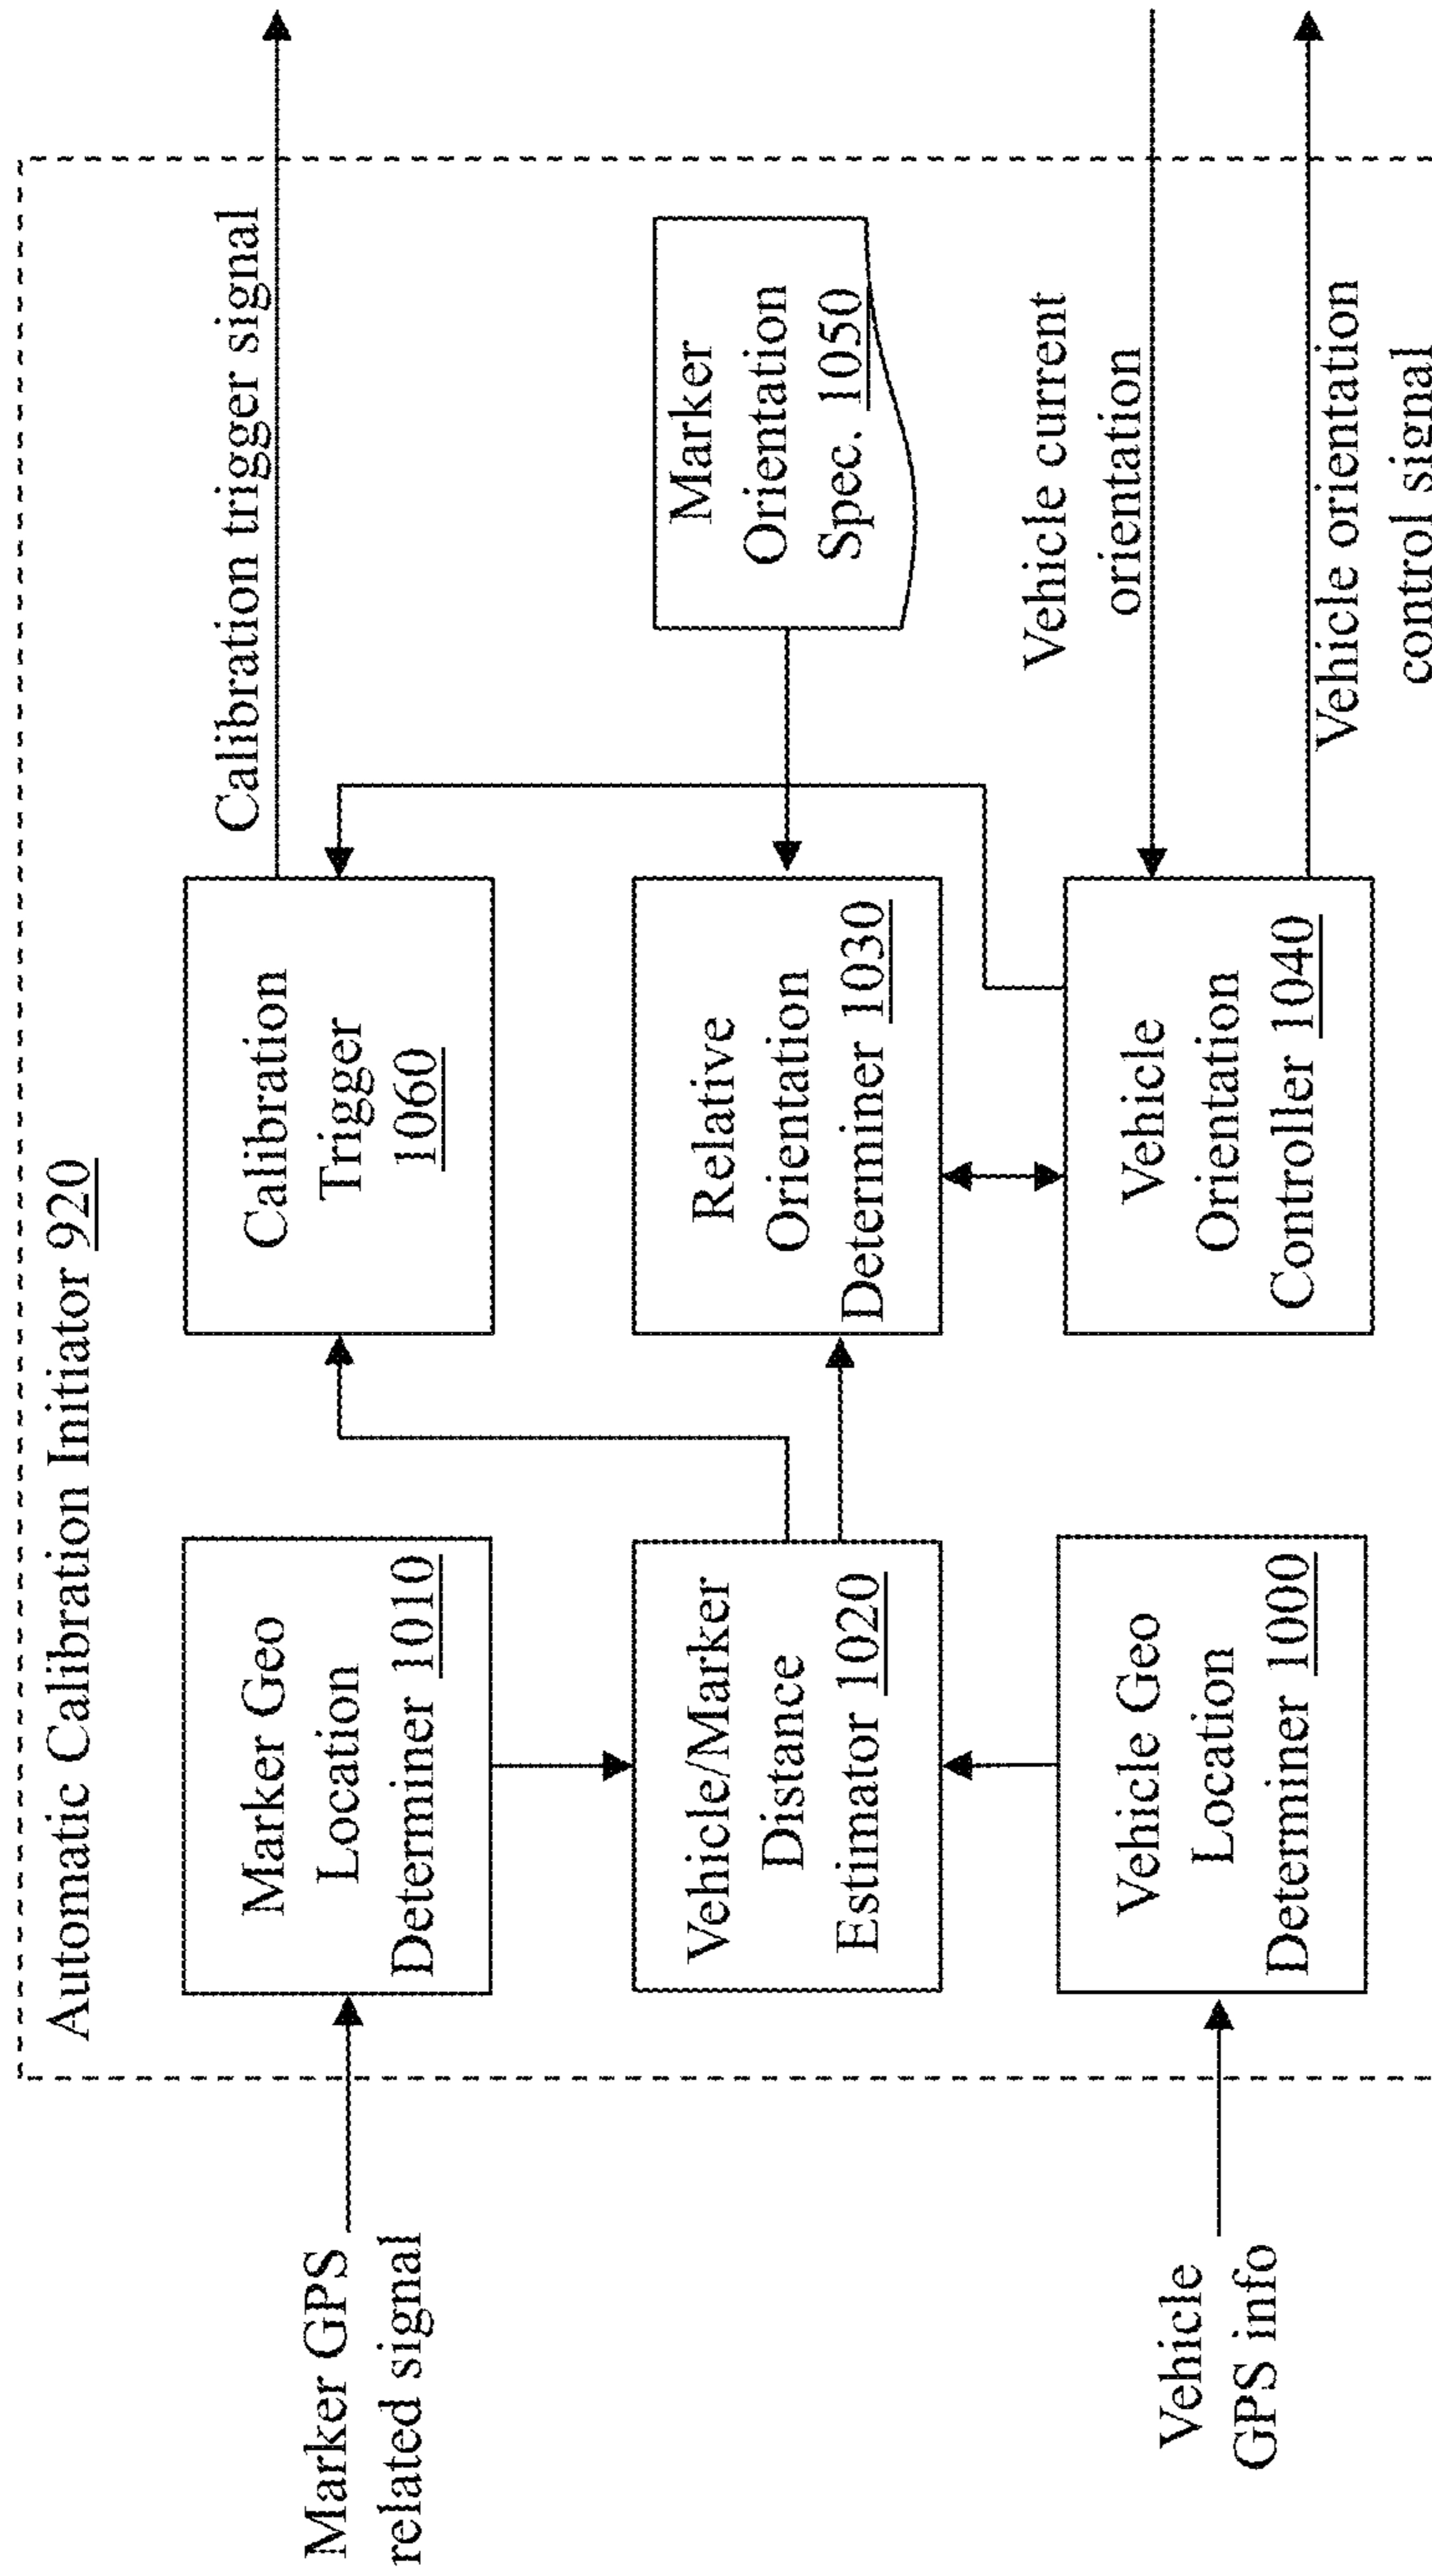 Automatic Calibration Initiator 920
Marker GPS
related signal
Marker Geo
Location
Determiner 1010
Calibration
Trigger
1060
Calibration trigger signal
Vehicle/Marker
Distance
Estimator 1020
Relative
Orientation
Determiner 1030
Marker
Orientation
Spec. 1050
Vehicle
GPS info
Vehicle Geo
Location
Determiner 1000
Vehicle
Orientation
Controller 1040
Vehicle current
orientation
Vehicle orientation
control signal